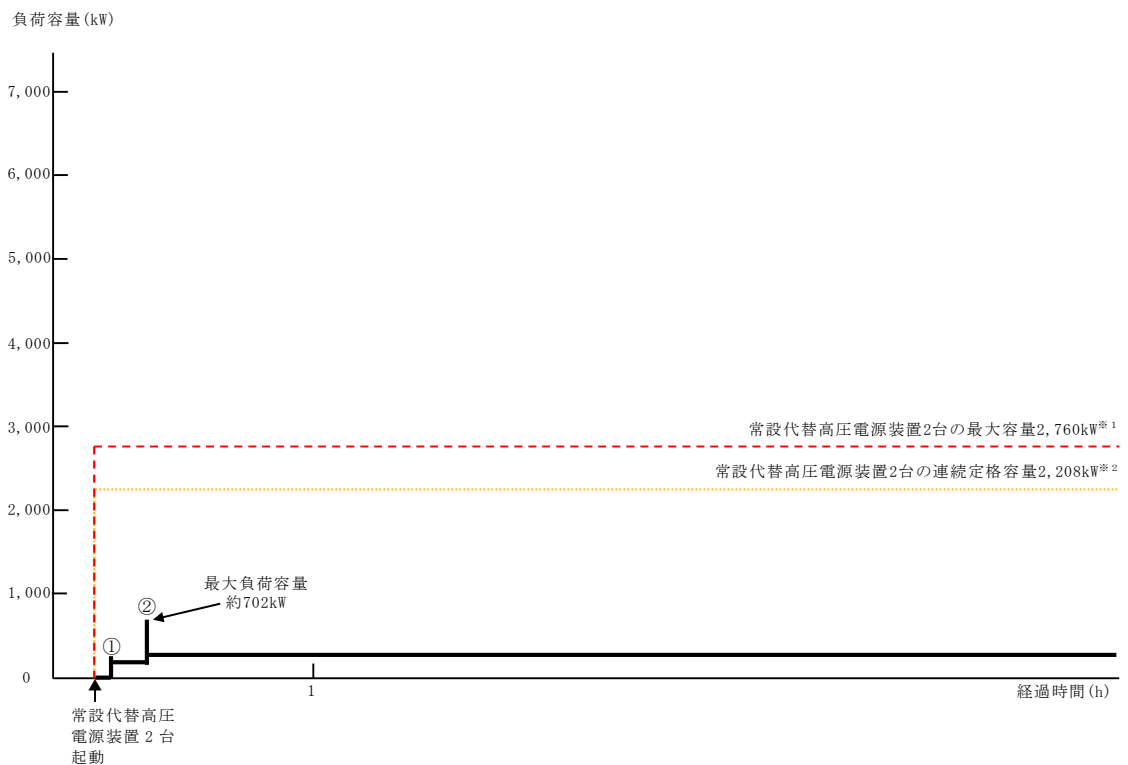 負荷容量(kW)
7,000
6,000
5,000
4,000
3,000
常設代替高圧電源装置2台の最大容量2,760kW※1
常設代替高圧電源装置2台の連続定格容量2,208kW※2
2,000
1,000
最大負荷容量
約702kW
②
①
0
1
経過時間(h)
常設代替高圧
電源装置2台
起動